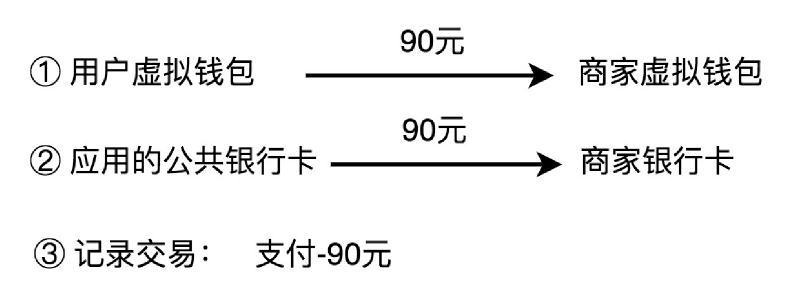 90元
① 用户虚拟钱包 商家虚拟钱包
90元
② 应用的公共银行卡 商家银行卡
③ 记录交易： 支付-90元